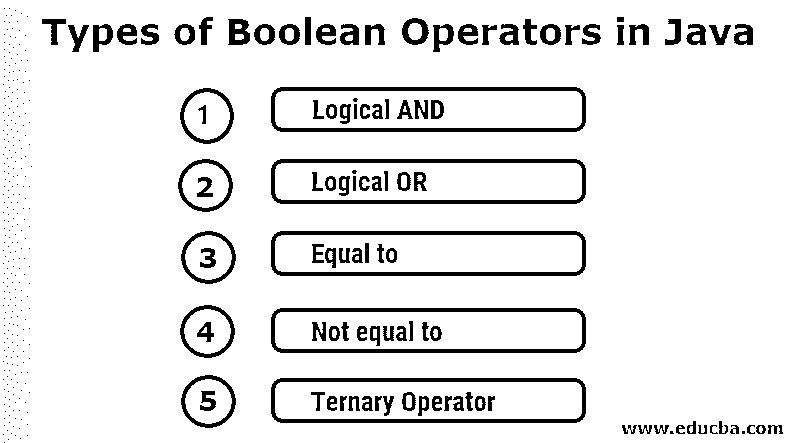 Types of Boolean Operators in Java
1 Logical AND
2 Logical OR
3 Equal to
4 Not equal to
5 Ternary Operator
www.educba.com